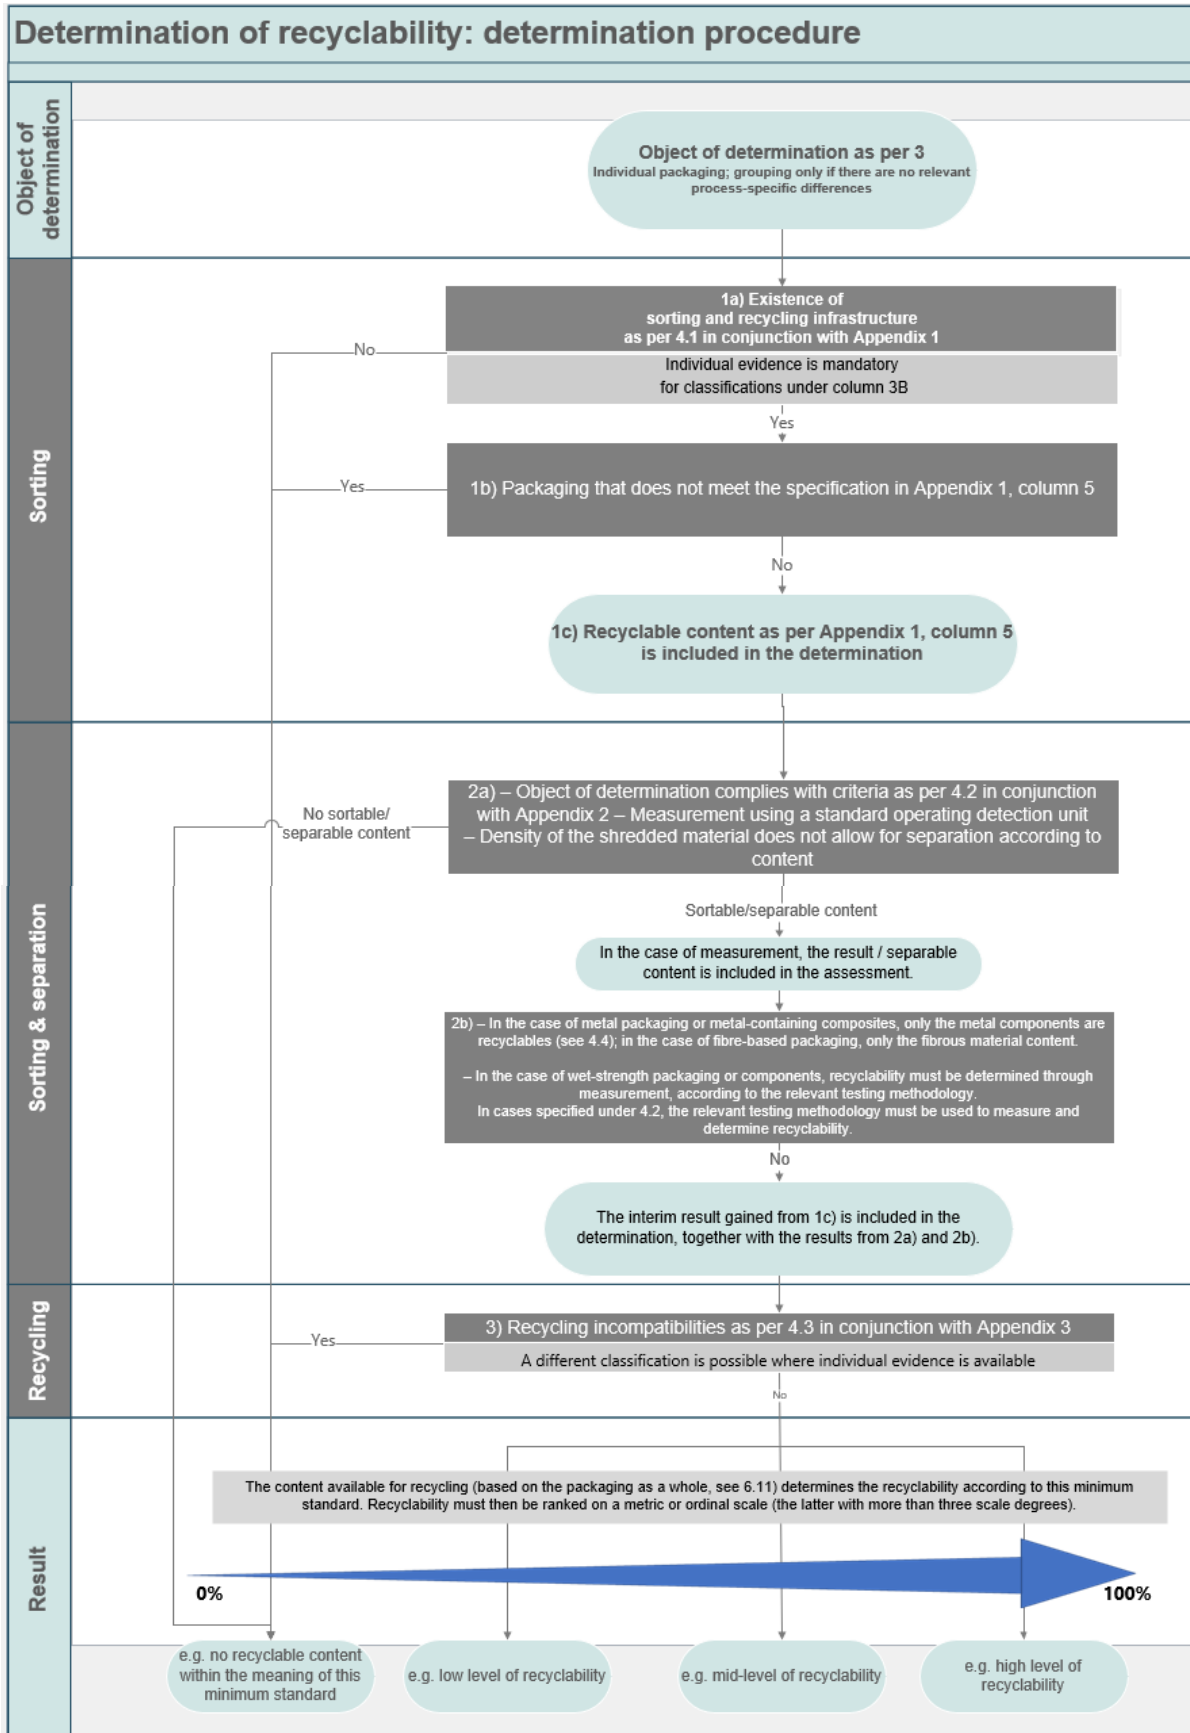 Determination of recyclability: determination procedure
Object of
determination
Object of determination as per 3
Individual packaging; grouping only if there are no relevant
process-specific differences
Sorting
1a) Existence of
sorting and recycling infrastructure
as per 4.1 in conjunction with Appendix 1
No
Individual evidence is mandatory
for classifications under column 3B
Yes
Yes
1b) Packaging that does not meet the specification in Appendix 1, column 5
No
1c) Recyclable content as per Appendix 1, column 5
is included in the determination
Sorting & separation
No sortable/
separable content
2a) – Object of determination complies with criteria as per 4.2 in conjunction
with Appendix 2 – Measurement using a standard operating detection unit
– Density of the shredded material does not allow for separation according to
content
Sortable/separable content
In the case of measurement, the result / separable
content is included in the assessment.
2b) – In the case of metal packaging or metal-containing composites, only the metal components are
recyclables (see 4.4); in the case of fibre-based packaging, only the fibrous material content.
– In the case of wet-strength packaging or components, recyclability must be determined through
measurement, according to the relevant testing methodology.
In cases specified under 4.2, the relevant testing methodology must be used to measure and
determine recyclability.
No
The interim result gained from 1c) is included in the
determination, together with the results from 2a) and 2b).
Recycling
Yes
3) Recycling incompatibilities as per 4.3 in conjunction with Appendix 3
A different classification is possible where individual evidence is available
No
Result
The content available for recycling (based on the packaging as a whole, see 6.11) determines the recyclability according to this minimum
standard. Recyclability must then be ranked on a metric or ordinal scale (the latter with more than three scale degrees).
0%
100%
e.g. no recyclable content
within the meaning of this
minimum standard
e.g. low level of recyclability
e.g. mid-level of recyclability
e.g. high level of
recyclability